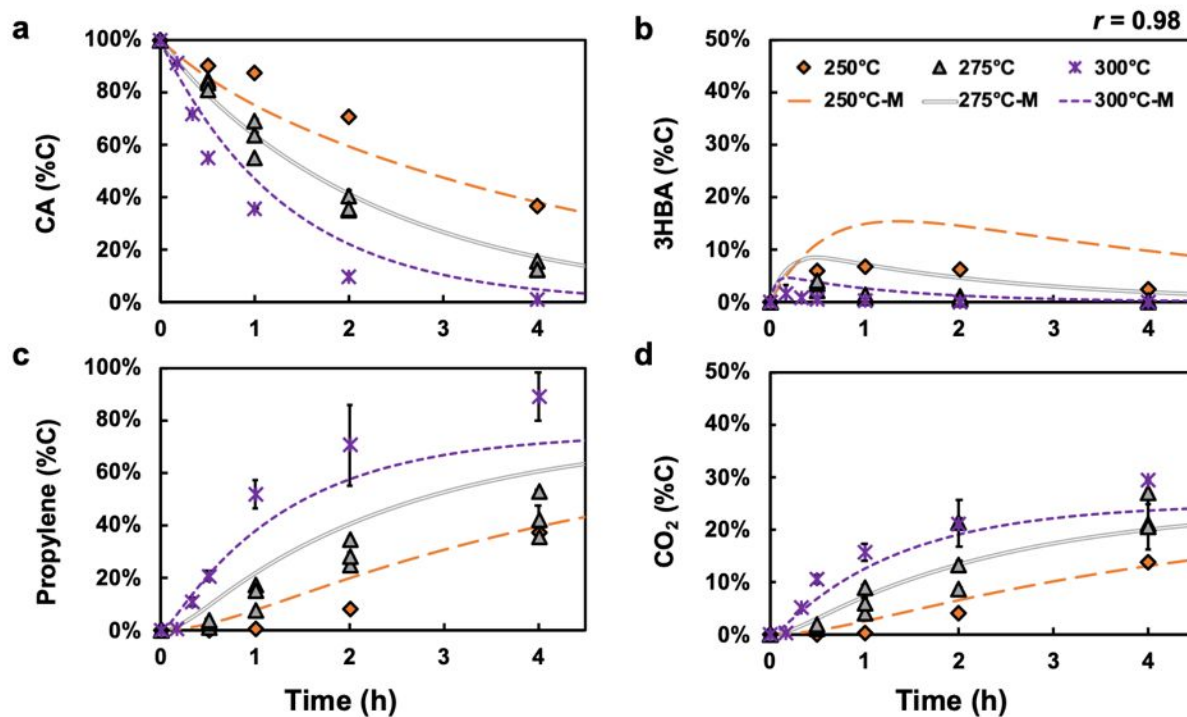 a
100%
80%
60%
40%
20%
0%
CA (%C)
0 1 2 3 4
b
r = 0.98
50%
40%
30%
20%
10%
0%
3HBA (%C)
250°C 275°C 300°C
250°C-M 275°C-M 300°C-M
0 1 2 3 4
c
100%
80%
60%
40%
20%
0%
Propylene (%C)
0 1 2 3 4
Time (h)
d
50%
40%
30%
20%
10%
0%
CO₂ (%C)
0 1 2 3 4
Time (h)